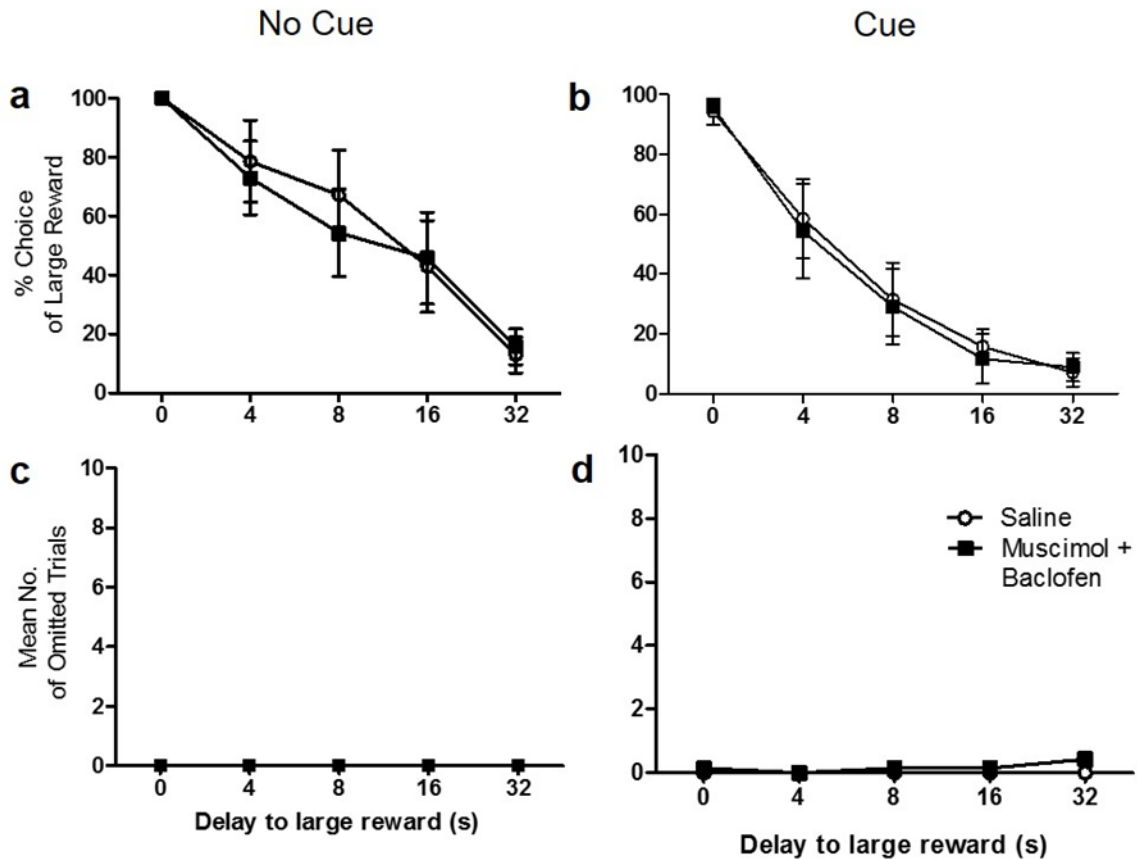 No Cue
Cue
a
% Choice
of Large Reward
100
80
60
40
20
0
0 4 8 16 32
b
100
80
60
40
20
0
0 4 8 16 32
c
Mean No.
of Omitted Trials
10
8
6
4
2
0
0 4 8 16 32
Delay to large reward (s)
d
10
8
6
4
2
0
Saline
Muscimol +
Baclofen
0 4 8 16 32
Delay to large reward (s)